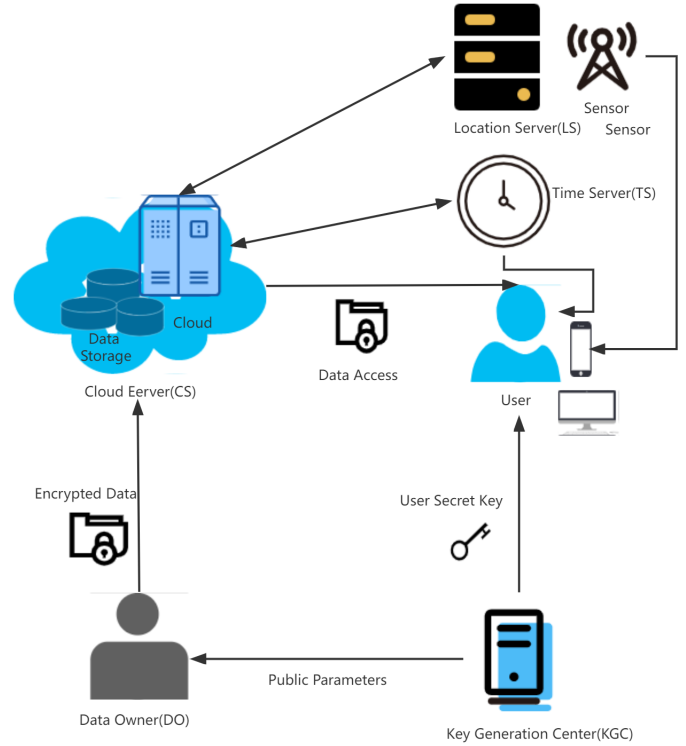 Sensor
Location Server(LS)
Sensor
Time Server(TS)
Cloud
Data
Storage
Cloud Eerver(CS)
Data Access
User
Encrypted Data
User Secret Key
Public Parameters
Data Owner(DO)
Key Generation Center(KGC)